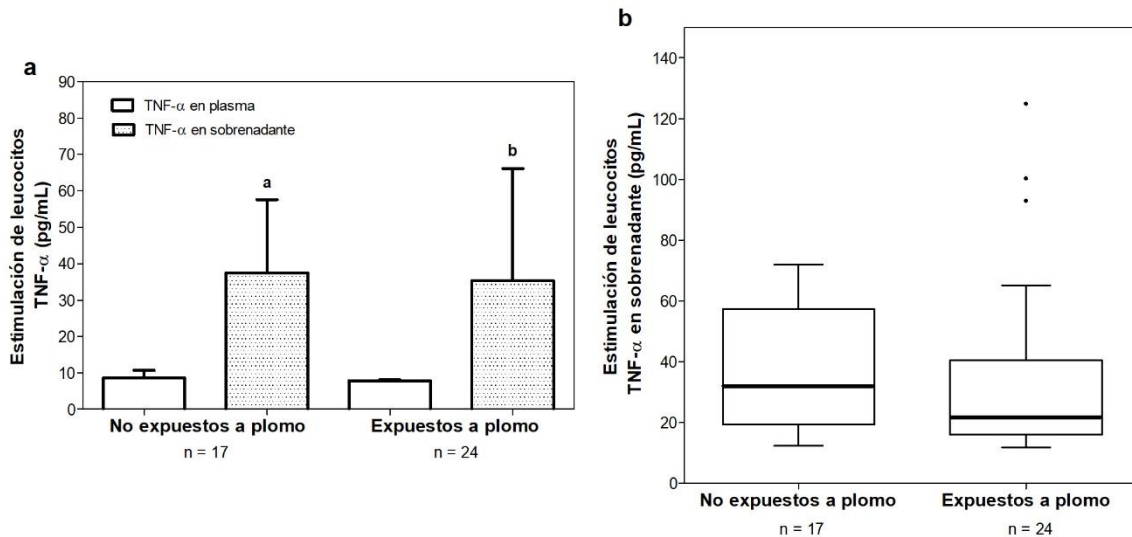 a
Estimulación de leucocitos
TNF-α (pg/mL)
90
80
70
60
50
40
30
20
10
0
TNF-α en plasma
TNF-α en sobrenadante
a
b
No expuestos a plomo
Expuestos a plomo
n = 17
n = 24
b
Estimulación de leucocitos
TNF-α en sobrenadante (pg/mL)
140
120
100
80
60
40
20
0
No expuestos a plomo
Expuestos a plomo
n = 17
n = 24